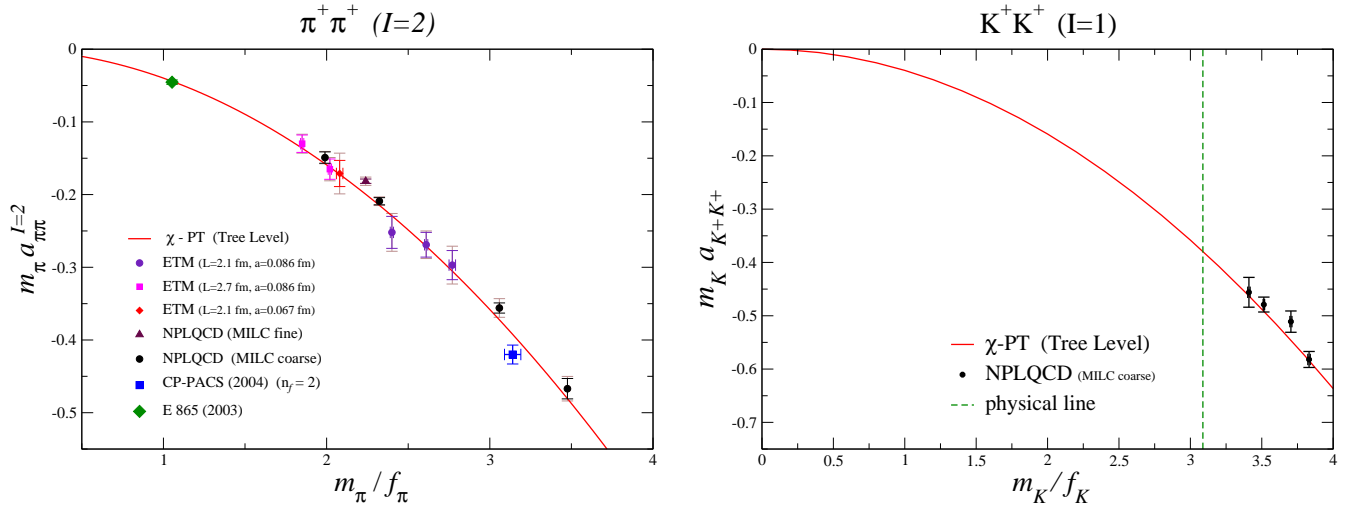 π⁺π⁺ (I=2)
0
-0.1
-0.2
-0.3
-0.4
-0.5
m_π a_ππ^{I=2}
χ - PT (Tree Level)
ETM (L=2.1 fm, a=0.086 fm)
ETM (L=2.7 fm, a=0.086 fm)
ETM (L=2.1 fm, a=0.067 fm)
NPLQCD (MILC fine)
NPLQCD (MILC coarse)
CP-PACS (2004) (n_f = 2)
E 865 (2003)
1 2 3 4
m_π / f_π
K⁺K⁺ (I=1)
0
-0.1
-0.2
-0.3
-0.4
-0.5
-0.6
-0.7
m_K a_{K+K+}
χ-PT (Tree Level)
NPLQCD (MILC coarse)
physical line
0 0.5 1 1.5 2 2.5 3 3.5 4
m_K / f_K